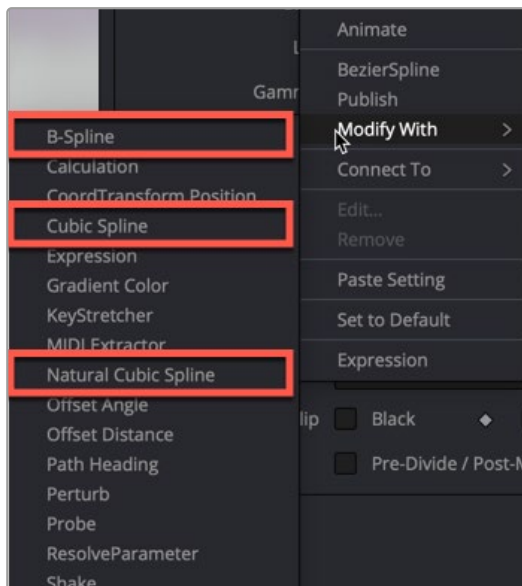 Animate
BezierSpline
Gamr
Publish
Modify With
Connect To
Edit...
Remove
Paste Setting
Set to Default
Expression
B-Spline
Calculation
CoordTransform Position
Cubic Spline
Expression
Gradient Color
KeyStretcher
MIDI Extractor
Natural Cubic Spline
Offset Angle
Offset Distance
Path Heading
Perturb
Probe
ResolveParameter
Shake
lip
Black
Pre-Divide / Post-M